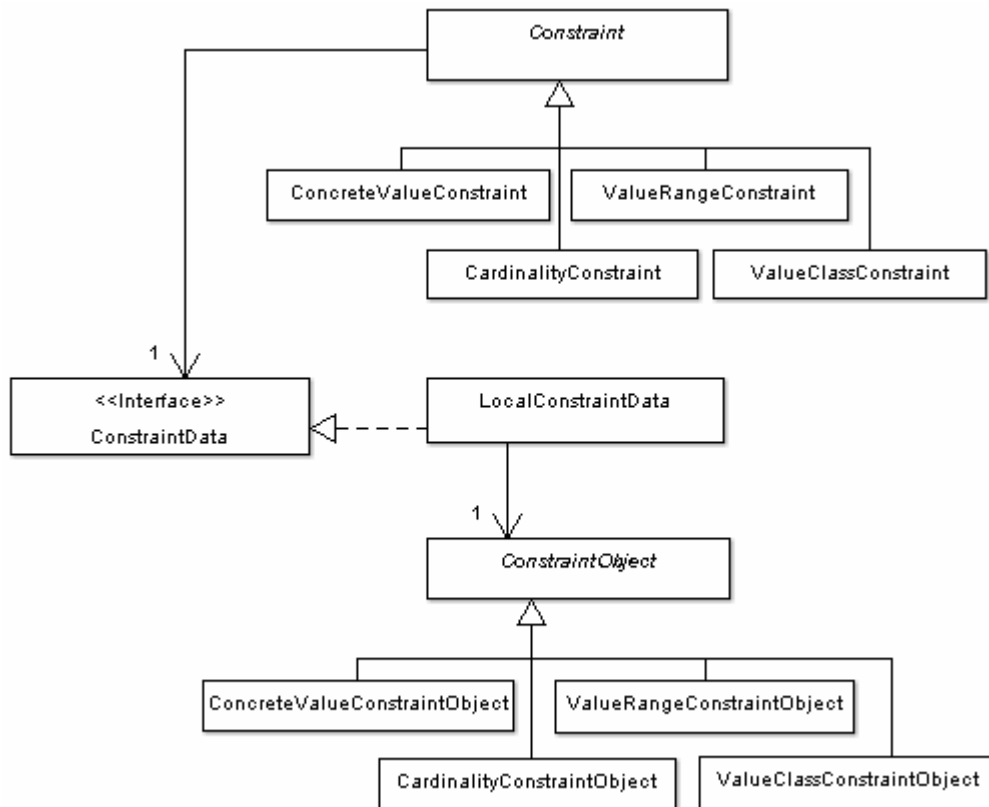 Constraint
ConcreteValueConstraint
ValueRangeConstraint
CardinalityConstraint
ValueClassConstraint
1
<<Interface>>
ConstraintData
LocalConstraintData
1
ConstraintObject
ConcreteValueConstraintObject
ValueRangeConstraintObject
CardinalityConstraintObject
ValueClassConstraintObject